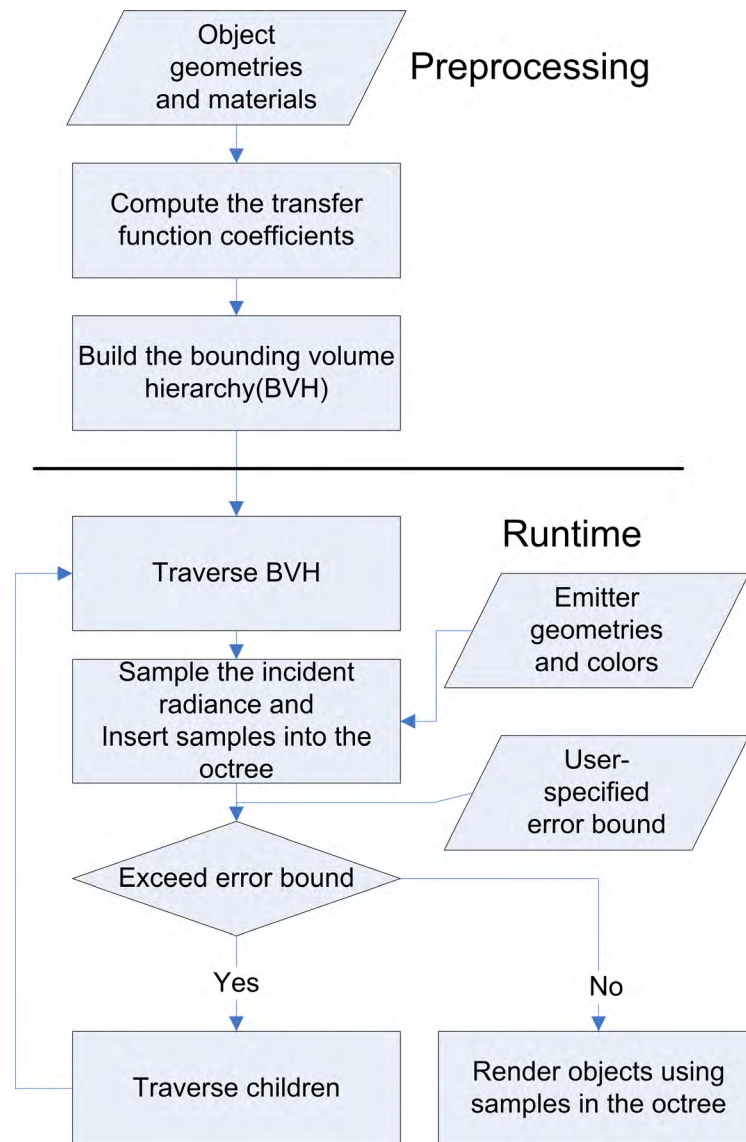 Object
geometries
and materials
Preprocessing
Compute the transfer
function coefficients
Build the bounding volume
hierarchy(BVH)
Traverse BVH
Runtime
Emitter
geometries
and colors
Sample the incident
radiance and
Insert samples into the
octree
User-
specified
error bound
Exceed error bound
Yes
No
Traverse children
Render objects using
samples in the octree